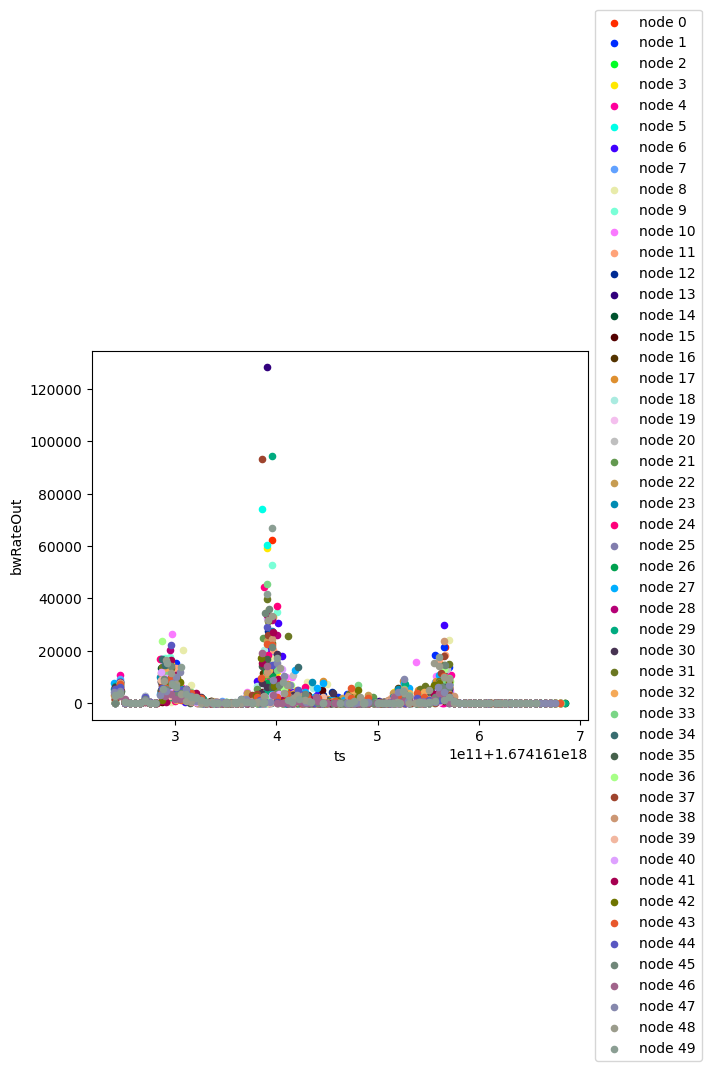 node 0
node 1
node 2
node 3
node 4
node 5
node 6
node 7
node 8
node 9
node 10
node 11
node 12
node 13
node 14
node 15
node 16
node 17
node 18
node 19
node 20
node 21
node 22
node 23
node 24
node 25
node 26
node 27
node 28
node 29
node 30
node 31
node 32
node 33
node 34
node 35
node 36
node 37
node 38
node 39
node 40
node 41
node 42
node 43
node 44
node 45
node 46
node 47
node 48
node 49
120000
100000
80000
60000
40000
20000
0
bwRateOut
3 4 5 6 7
1e11+1.674161e18
ts